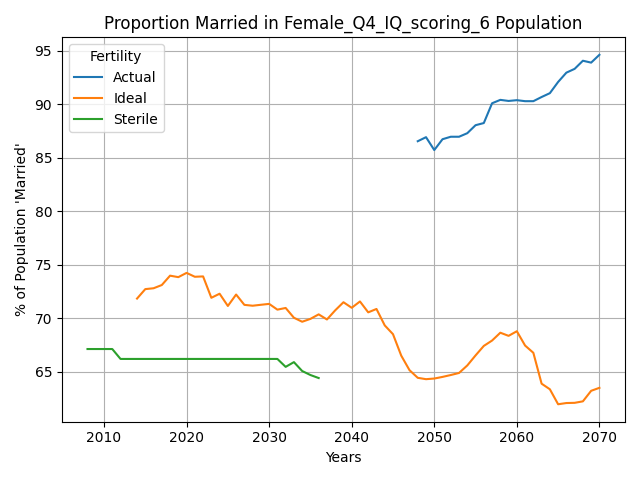 Proportion Married in Female_Q4_IQ_scoring_6 Population
% of Population 'Married'
95
90
85
80
75
70
65
Fertility
Actual
Ideal
Sterile
2010
2020
2030
2040
2050
2060
2070
Years